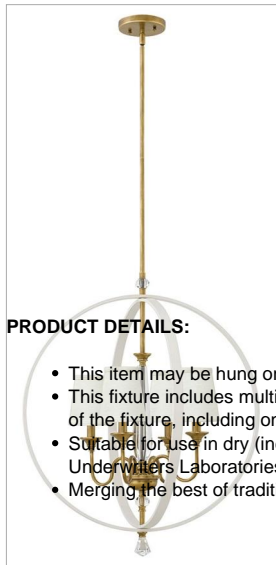 PRODUCT DETAILS:
• This item may be hung or
• This fixture includes multi
of the fixture, including or
• Suitable for use in dry (in
Underwriters Laboratories
• Merging the best of tradit